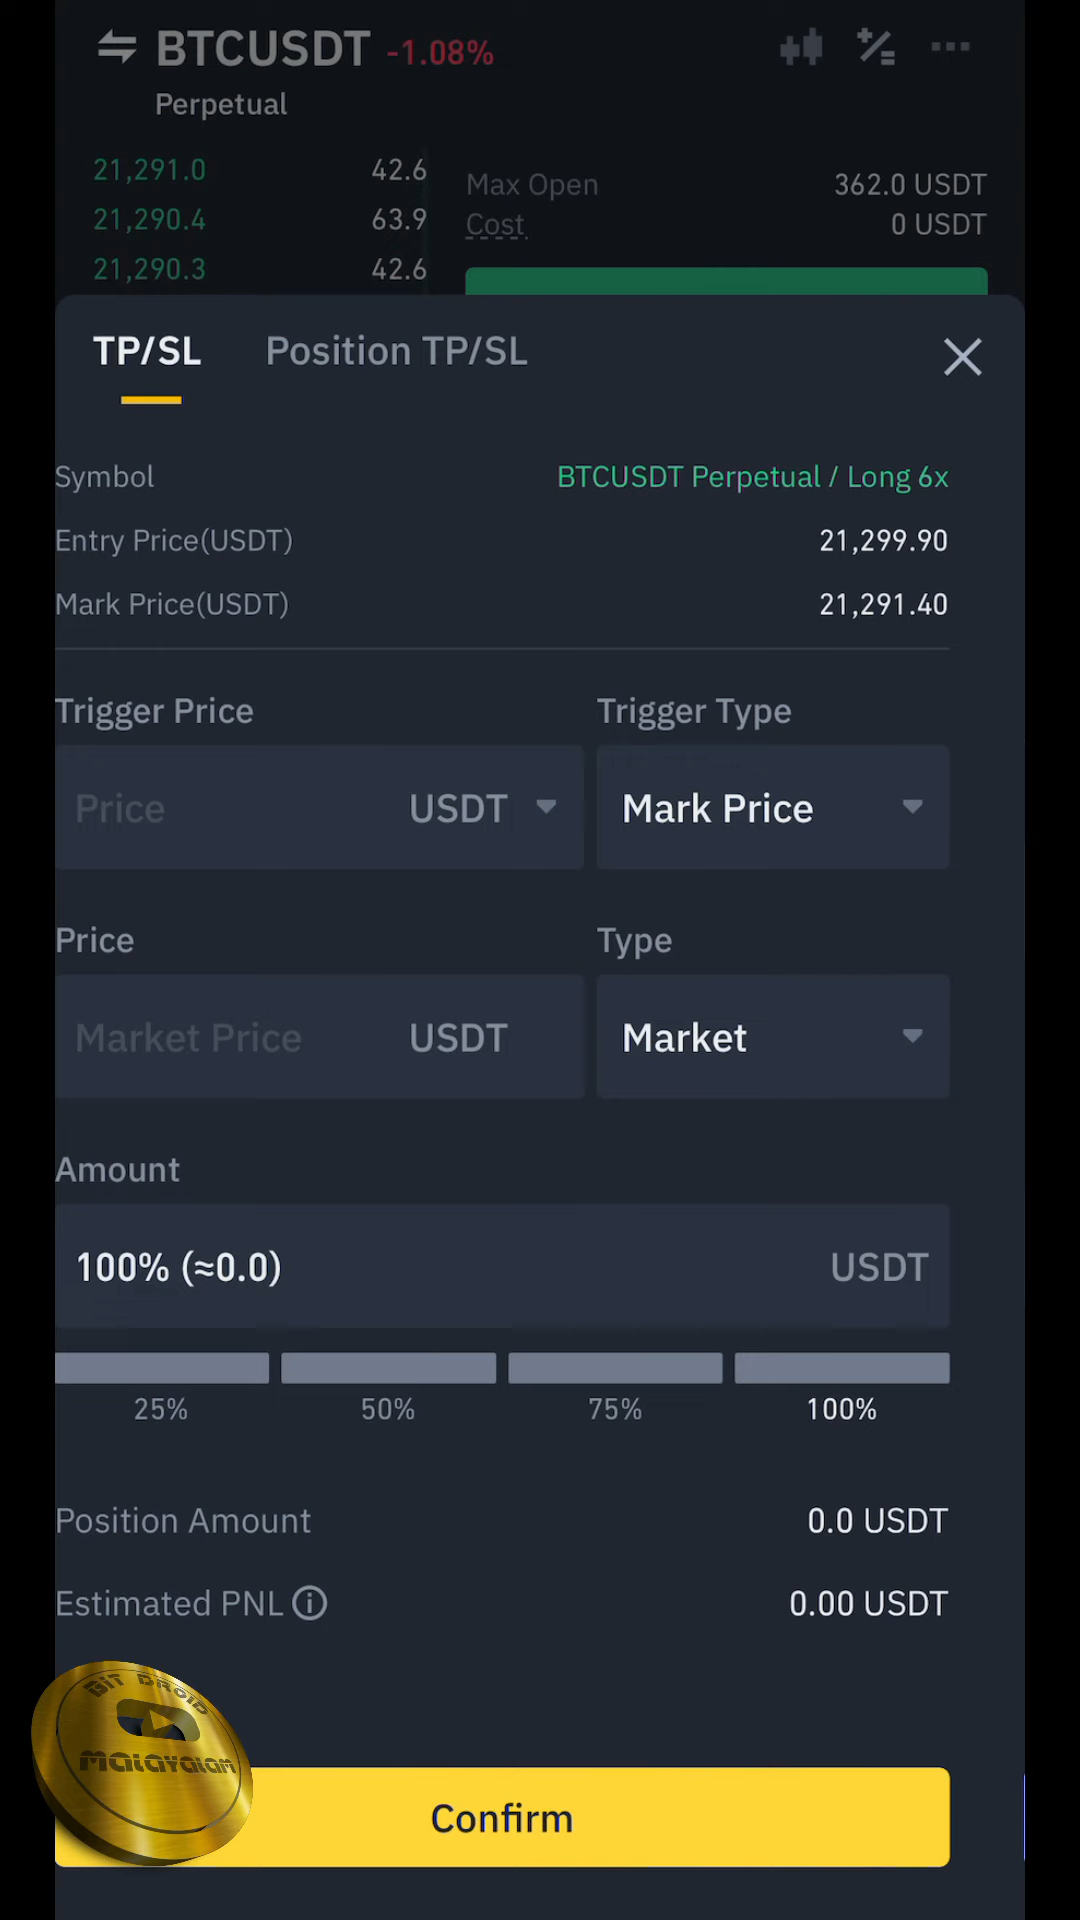 BTCUSDT -1.08%
Perpetual
21,291.0 42.6
Max Open 362.0 USDT
21,290.4 63.9
Cost 0 USDT
21,290.3 42.6
TP/SL Position TP/SL
Symbol BTCUSDT Perpetual / Long 6x
Entry Price(USDT) 21,299.90
Mark Price(USDT) 21,291.40
Trigger Price Trigger Type
Price USDT Mark Price
Price Type
Market Price USDT Market
Amount
100% (≈0.0) USDT
25% 50% 75% 100%
Position Amount 0.0 USDT
Estimated PNL 0.00 USDT
BIT DROID
MALAYALAM
Confirm